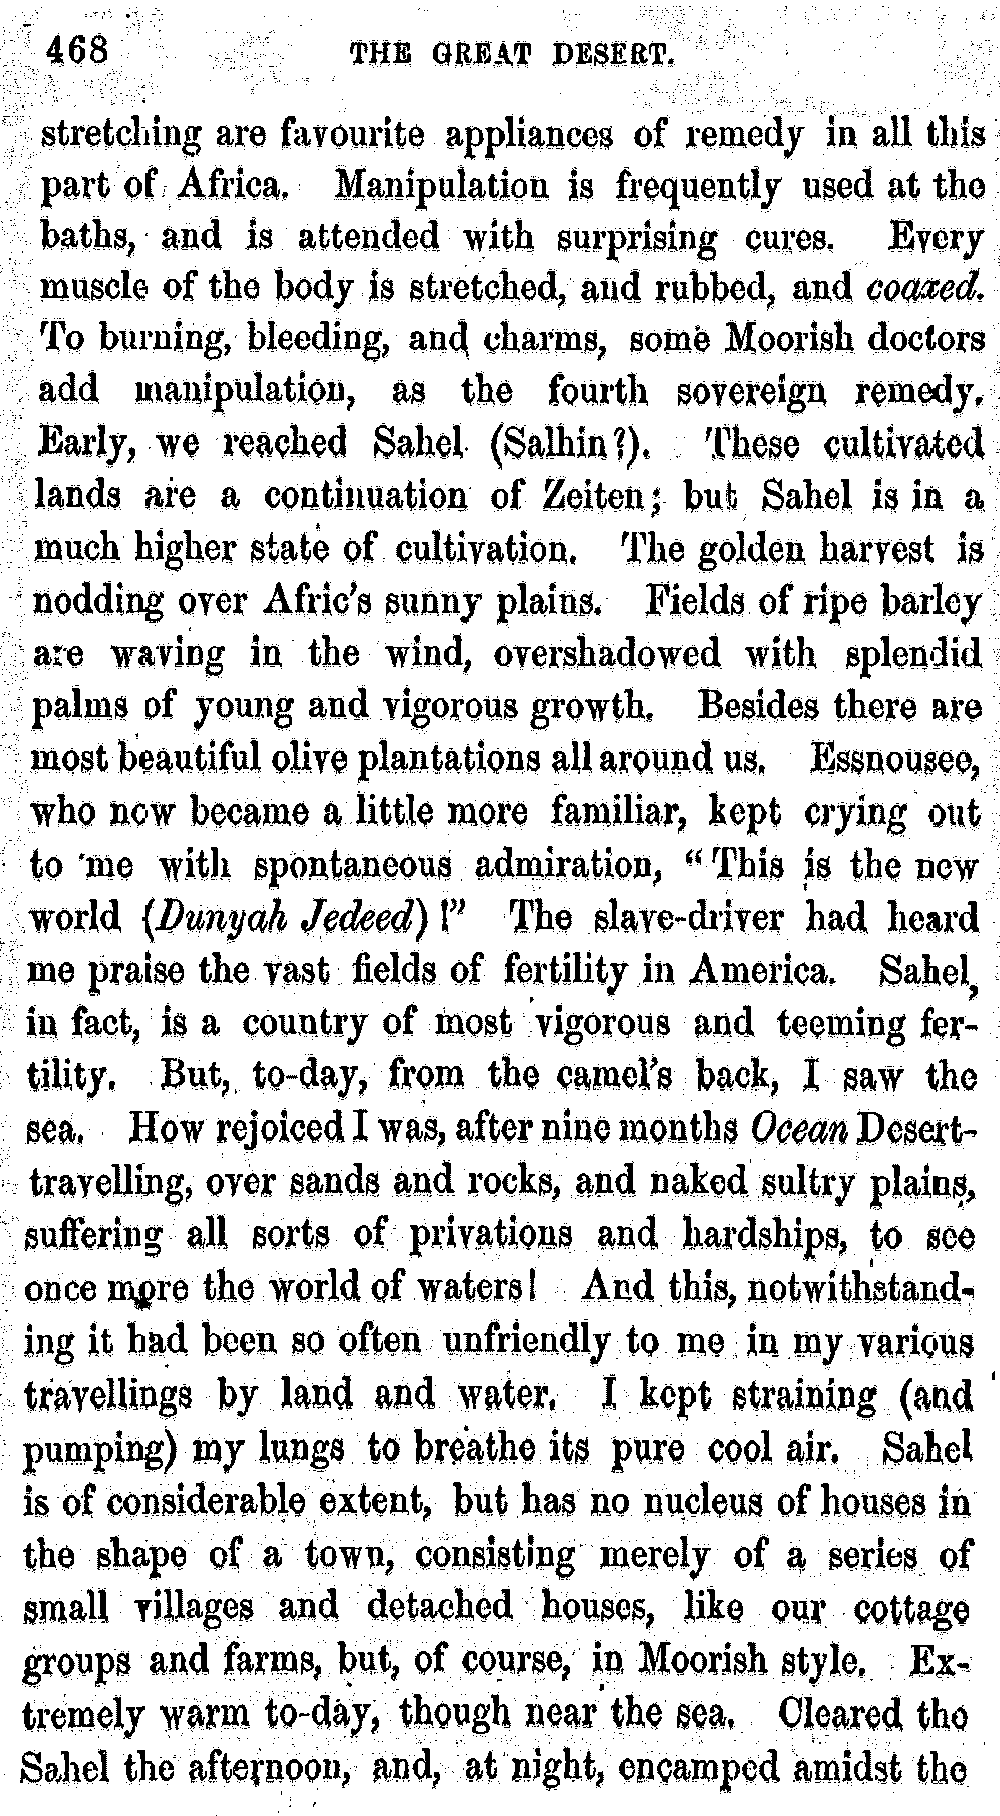 468 THE GREAT DESERT.
stretching are favourite appliances of remedy in all this
part of Africa. Manipulation is frequently used at the
baths, and is attended with surprising cures. Every
muscle of the body is stretched, and rubbed, and coaxed.
To burning, bleeding, and charms, some Moorish doctors
add manipulation, as the fourth sovereign remedy.
Early, we reached Sahel (Salhin?). These cultivated
lands are a continuation of Zeiten; but Sahel is in a
much higher state of cultivation. The golden harvest is
nodding over Afric's sunny plains. Fields of ripe barley
are waving in the wind, overshadowed with splendid
palms of young and vigorous growth. Besides there are
most beautiful olive plantations all around us. Essnousee,
who now became a little more familiar, kept crying out
to me with spontaneous admiration, "This is the new
world (Dunyah Jedeed)!" The slave-driver had heard
me praise the vast fields of fertility in America. Sahel,
in fact, is a country of most vigorous and teeming fer-
tility. But, to-day, from the camel's back, I saw the
sea. How rejoiced I was, after nine months Ocean Desert-
travelling, over sands and rocks, and naked sultry plains,
suffering all sorts of privations and hardships, to see
once more the world of waters! And this, notwithstand-
ing it had been so often unfriendly to me in my various
travellings by land and water. I kept straining (and
pumping) my lungs to breathe its pure cool air. Sahel
is of considerable extent, but has no nucleus of houses in
the shape of a town, consisting merely of a series of
small villages and detached houses, like our cottage
groups and farms, but, of course, in Moorish style. Ex-
tremely warm to-day, though near the sea. Cleared the
Sahel the afternoon, and, at night, encamped amidst the